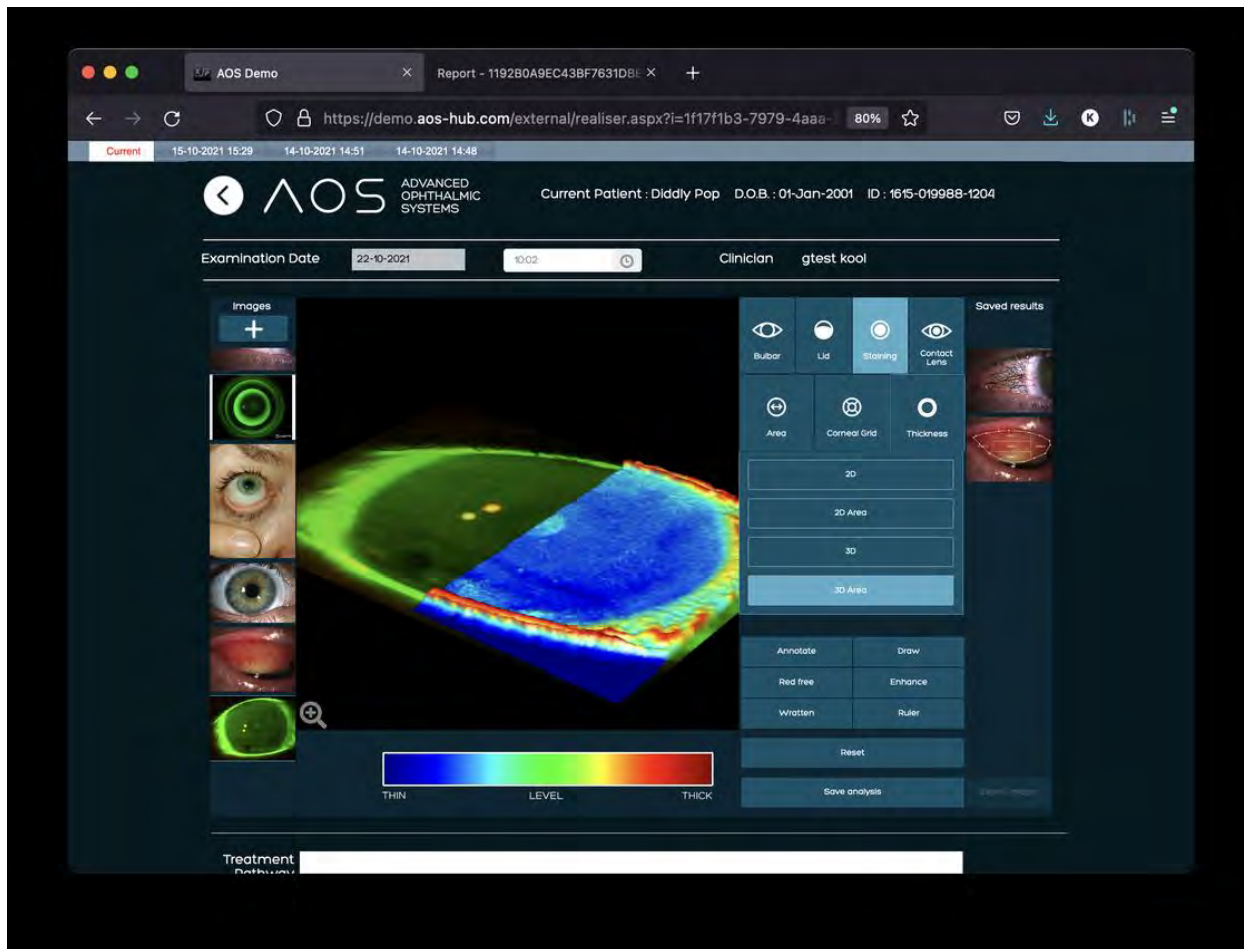 AOS Demo
Report - 1192B0A9EC43BF7631DBE
https://demo.aos-hub.com/external/realiser.aspx?i=1f17f1b3-7979-4aaa-
80%
K
Current 15-10-2021 15:29 14-10-2021 14:51 14-10-2021 14:48
AOS
ADVANCED
OPHTHALMIC
SYSTEMS
Current Patient : Diddly Pop D.O.B. : 01-Jan-2001 ID : 1615-019988-1204
Examination Date 22-10-2021 10:02 Clinician gtest kool
Images
Saved results
Bulbar Lid Staining Contact
Lens
Area Corneal Grid Thickness
2D
2D Area
3D
3D Area
Annotate Draw
Red free Enhance
Wratten Ruler
Reset
Save analysis
THIN LEVEL THICK
Treatment
Pathway